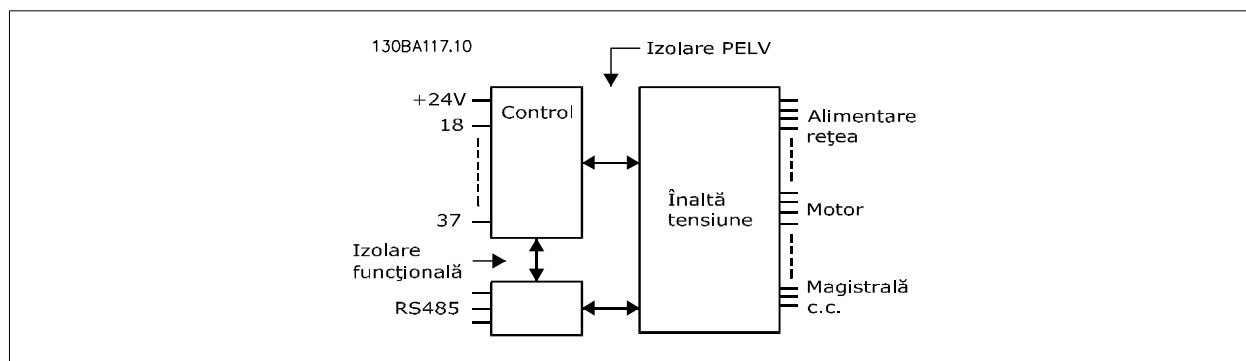 130BA117.10
Izolare PELV
+24V
18
37
Control
Izolare
funcţională
RS485
Înaltă
tensiune
Alimentare
reţea
Motor
Magistrală
c.c.